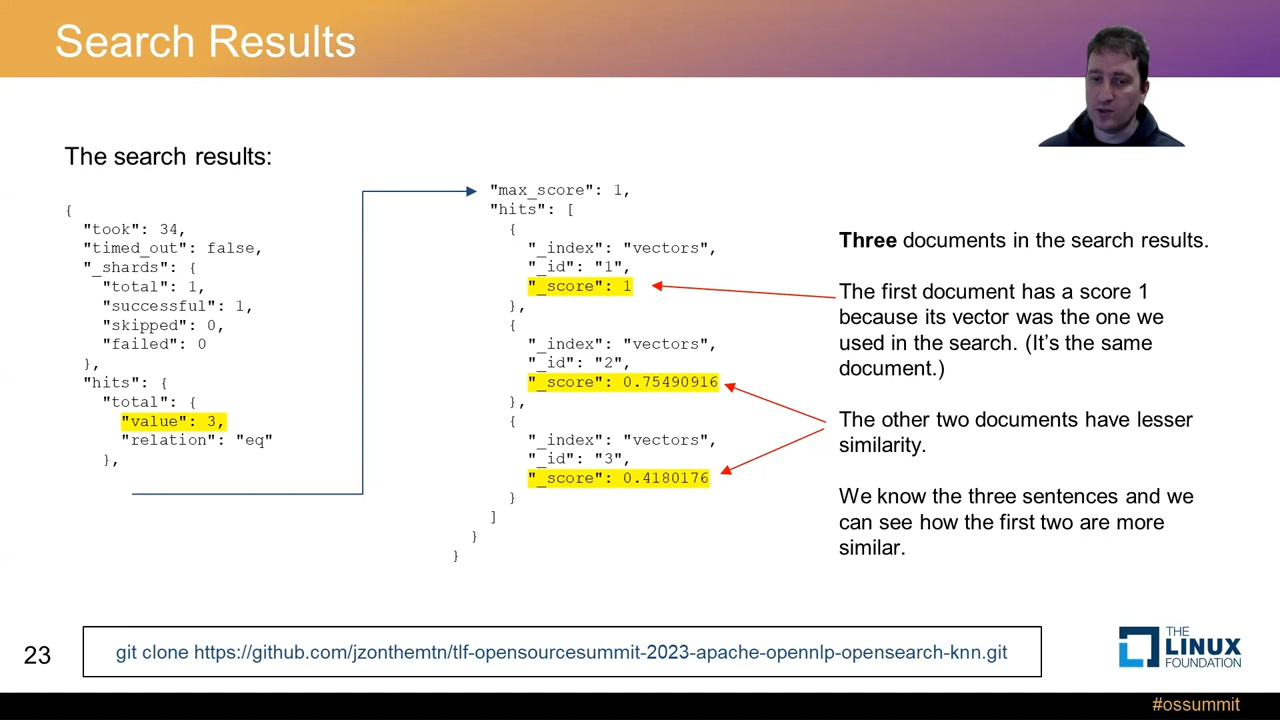 Search Results
The search results:
{
"took": 34,
"timed_out": false,
"_shards": {
"total": 1,
"successful": 1,
"skipped": 0,
"failed": 0
},
"hits": {
"total": {
"value": 3,
"relation": "eq"
},
"max_score": 1,
"hits": [
{
"_index": "vectors",
"_id": "1",
"_score": 1
},
{
"_index": "vectors",
"_id": "2",
"_score": 0.75490916
},
{
"_index": "vectors",
"_id": "3",
"_score": 0.4180176
}
]
}
}
Three documents in the search results.
The first document has a score 1
because its vector was the one we
used in the search. (It's the same
document.)
The other two documents have lesser
similarity.
We know the three sentences and we
can see how the first two are more
similar.
23
git clone https://github.com/jzonthemtn/tlf-opensourcesummit-2023-apache-opennlp-opensearch-knn.git
THE
LINUX
FOUNDATION
#ossummit